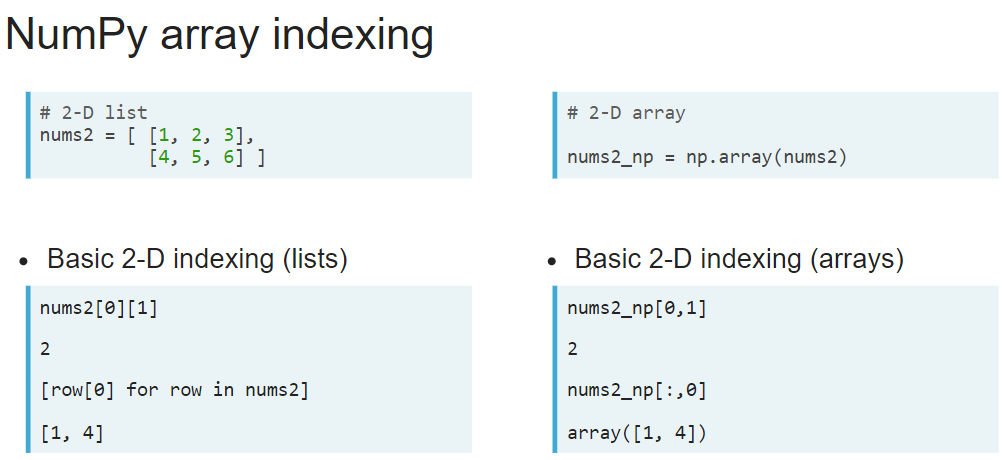 NumPy array indexing
# 2-D list
nums2 = [ [1, 2, 3],
[4, 5, 6] ]
# 2-D array
nums2_np = np.array(nums2)
• Basic 2-D indexing (lists)
nums2[0][1]
2
[row[0] for row in nums2]
[1, 4]
• Basic 2-D indexing (arrays)
nums2_np[0,1]
2
nums2_np[:,0]
array([1, 4])